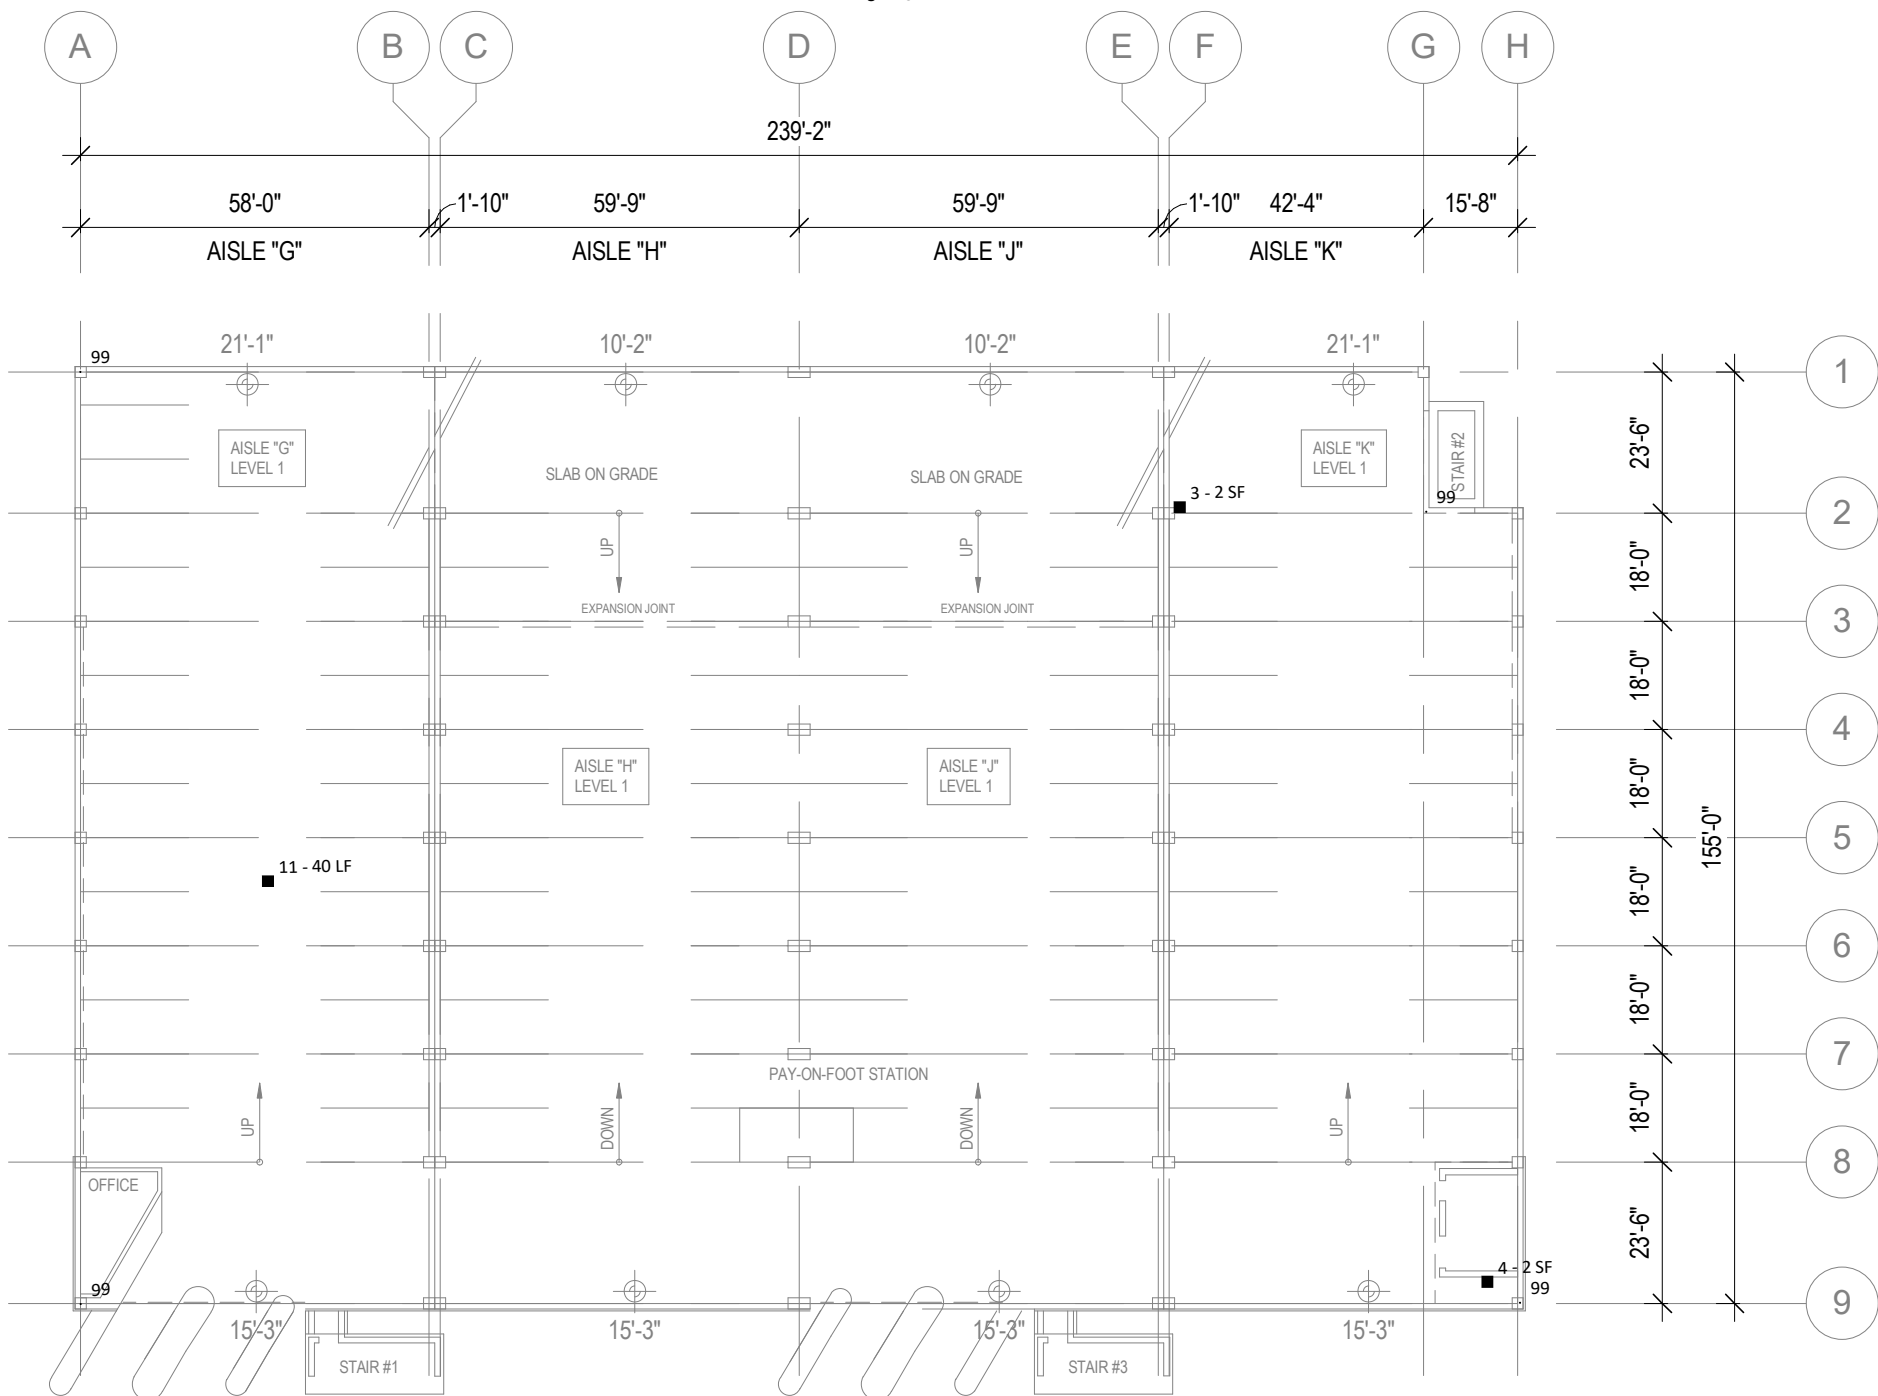 A B C D E F G H
239'-2"
58'-0" 1'-10" 59'-9" 59'-9" 1'-10" 42'-4" 15'-8"
AISLE "G" AISLE "H" AISLE "J" AISLE "K"
21'-1" 10'-2" 10'-2" 21'-1"
99
1
AISLE "G"
LEVEL 1
SLAB ON GRADE
SLAB ON GRADE
AISLE "K"
LEVEL 1
STAIR #2
23'-6"
3 - 2 SF
99
2
UP
UP
18'-0"
EXPANSION JOINT
EXPANSION JOINT
3
18'-0"
4
AISLE "H"
LEVEL 1
AISLE "J"
LEVEL 1
18'-0"
155'-0"
5
11 - 40 LF
18'-0"
6
18'-0"
7
PAY-ON-FOOT STATION
UP
DOWN
DOWN
UP
18'-0"
8
OFFICE
23'-6"
4 - 2 SF
99
99
9
15'-3" 15'-3" 15'-3" 15'-3"
STAIR #1
STAIR #3